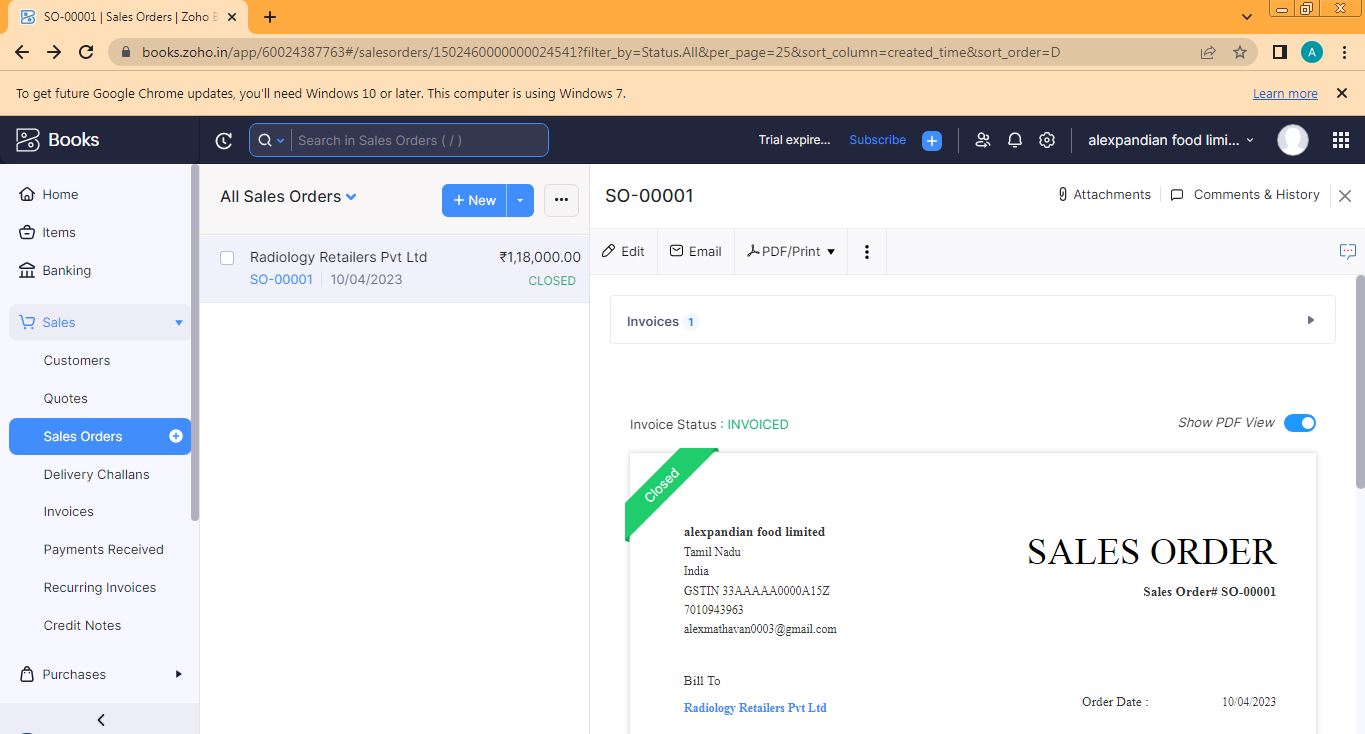 SO-00001 | Sales Orders | Zoho B
books.zoho.in/app/60024387763#/salesorders/1502460000000024541?filter_by=Status.All&per_page=25&sort_column=created_time&sort_order=D
A
To get future Google Chrome updates, you'll need Windows 10 or later. This computer is using Windows 7.
Learn more
Books
Search in Sales Orders ( / )
Trial expire...
Subscribe
alexpandian food limi...
Home
Items
Banking
Sales
Customers
Quotes
Sales Orders
Delivery Challans
Invoices
Payments Received
Recurring Invoices
Credit Notes
Purchases
All Sales Orders
+ New
Radiology Retailers Pvt Ltd
₹1,18,000.00
SO-00001
10/04/2023
CLOSED
SO-00001
Attachments
Comments & History
Edit
Email
PDF/Print
Invoices 1
Invoice Status : INVOICED
Show PDF View
Closed
alexpandian food limited
Tamil Nadu
India
GSTIN 33AAAAA0000A15Z
7010943963
alexmathavan0003@gmail.com
SALES ORDER
Sales Order# SO-00001
Bill To
Radiology Retailers Pvt Ltd
Order Date :
10/04/2023